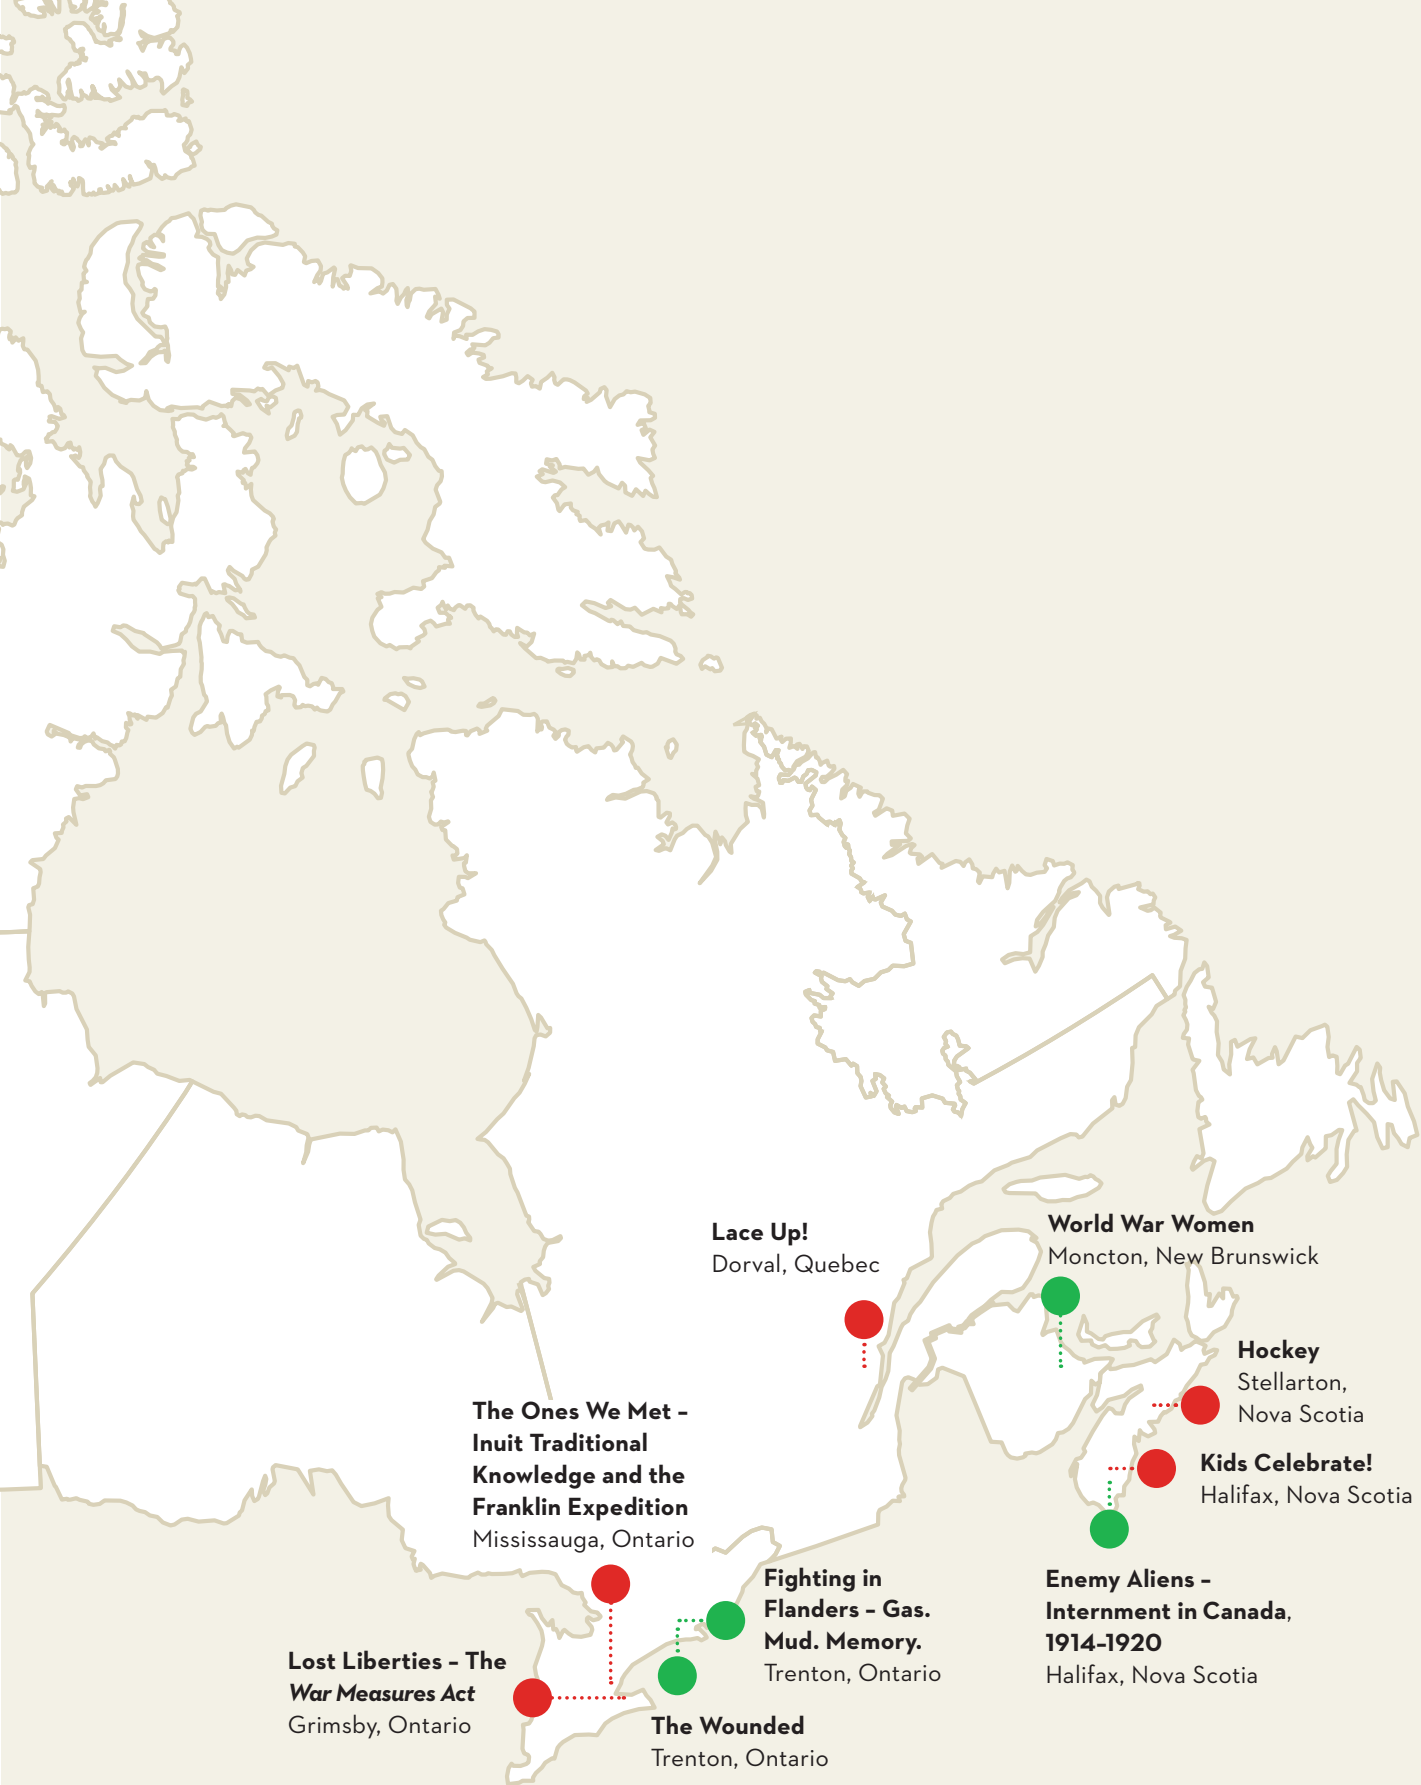 Lace Up!
Dorval, Quebec
World War Women
Moncton, New Brunswick
Hockey
Stellarton,
Nova Scotia
The Ones We Met –
Inuit Traditional
Knowledge and the
Franklin Expedition
Mississauga, Ontario
Kids Celebrate!
Halifax, Nova Scotia
Fighting in
Flanders – Gas.
Mud. Memory.
Trenton, Ontario
Enemy Aliens –
Internment in Canada,
1914–1920
Halifax, Nova Scotia
Lost Liberties – The
War Measures Act
Grimsby, Ontario
The Wounded
Trenton, Ontario